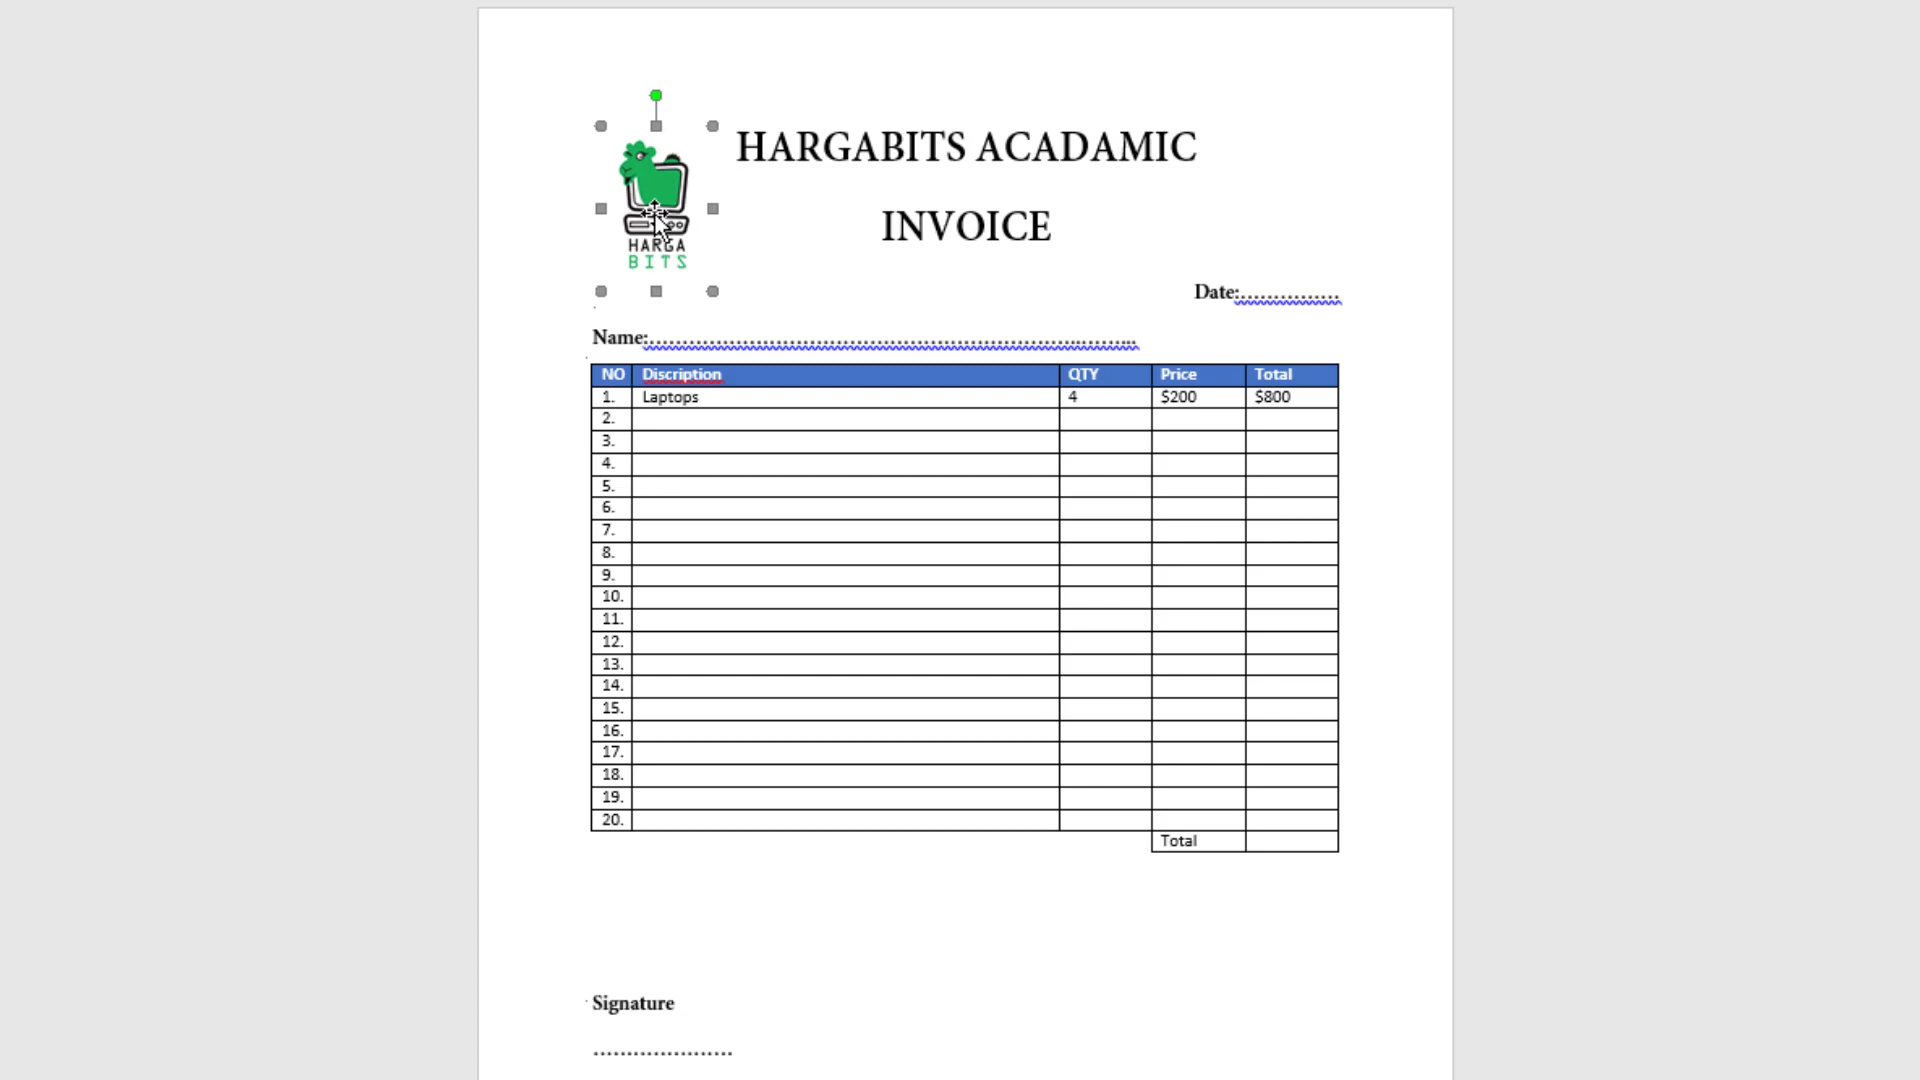 HARGABITS ACADAMIC
INVOICE
HARGA
BITS
Date:...............
Name:.......................................................................
NO Discription QTY Price Total
1. Laptops 4 $200 $800
2.
3.
4.
5.
6.
7.
8.
9.
10.
11.
12.
13.
14.
15.
16.
17.
18.
19.
20.
Total
Signature
.....................